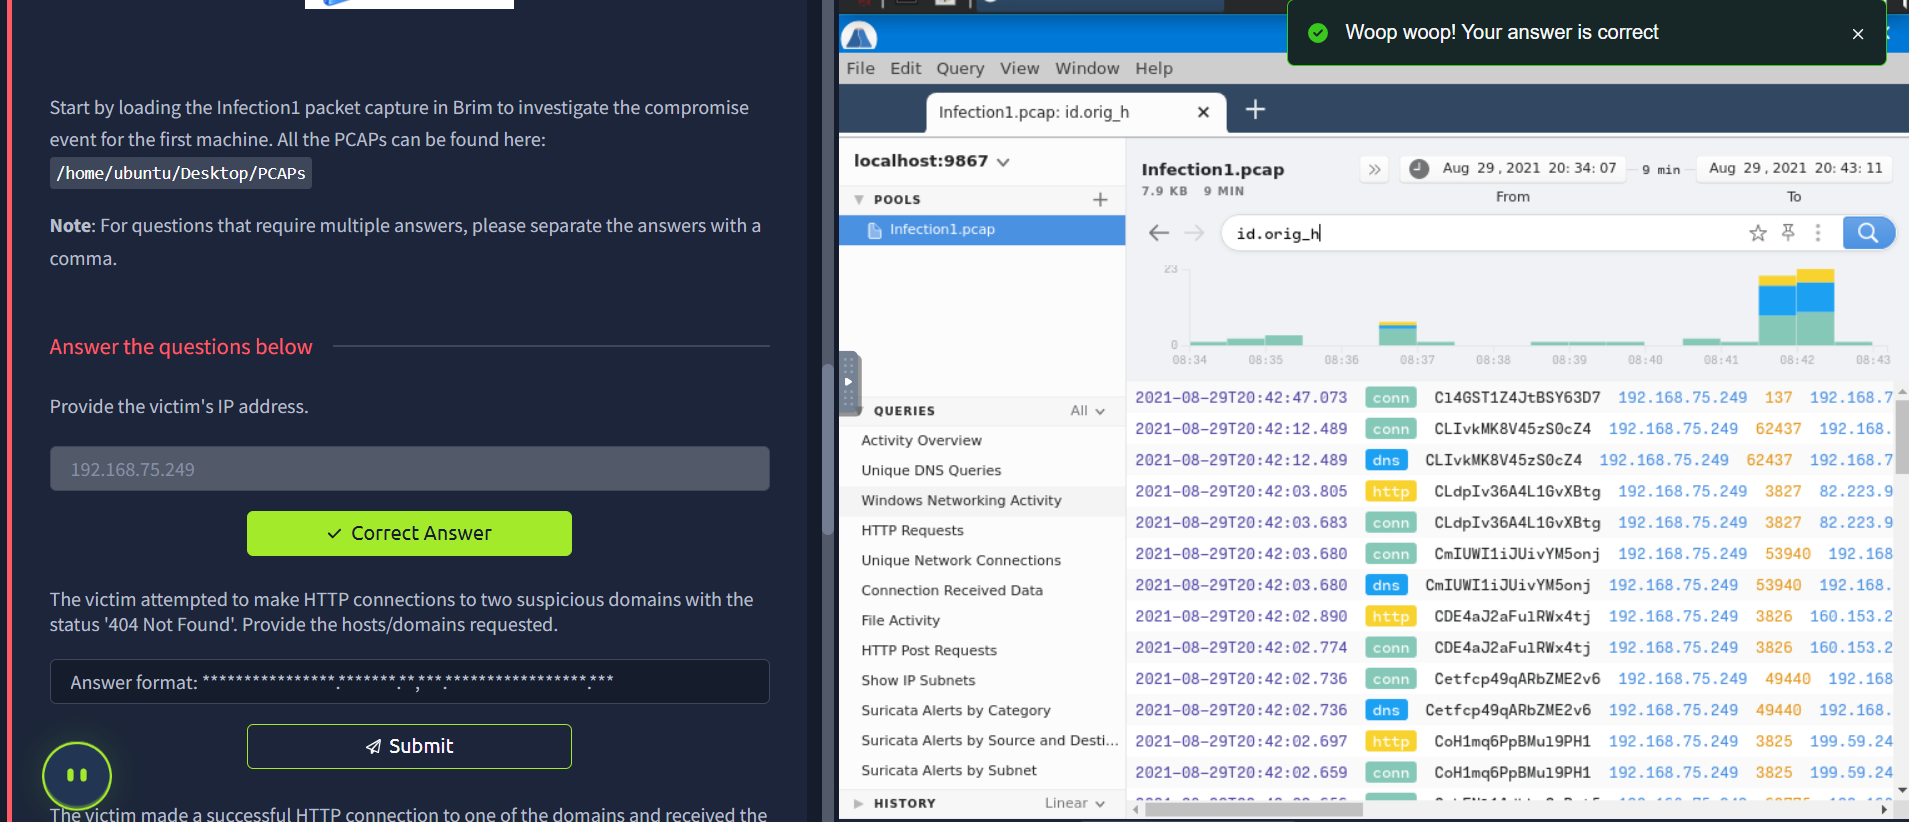 Start by loading the Infection1 packet capture in Brim to investigate the compromise
event for the first machine. All the PCAPs can be found here:
/home/ubuntu/Desktop/PCAPs
Note: For questions that require multiple answers, please separate the answers with a
comma.
Answer the questions below
Provide the victim's IP address.
192.168.75.249
Correct Answer
The victim attempted to make HTTP connections to two suspicious domains with the
status '404 Not Found'. Provide the hosts/domains requested.
Answer format: ****************.*******.**,***.*****************.***
Submit
The victim made a successful HTTP connection to one of the domains and received the
Woop woop! Your answer is correct
File Edit Query View Window Help
Infection1.pcap: id.orig_h
localhost:9867
POOLS
Infection1.pcap
QUERIES All
Activity Overview
Unique DNS Queries
Windows Networking Activity
HTTP Requests
Unique Network Connections
Connection Received Data
File Activity
HTTP Post Requests
Show IP Subnets
Suricata Alerts by Category
Suricata Alerts by Source and Desti...
Suricata Alerts by Subnet
HISTORY Linear
Infection1.pcap
7.9 KB 9 MIN
Aug 29 , 2021 20: 34: 07 9 min Aug 29 , 2021 20: 43: 11
From To
id.orig_h
23
0
08:34 08:35 08:36 08:37 08:38 08:39 08:40 08:41 08:42 08:43
2021-08-29T20:42:47.073 conn Cl4GST1Z4JtBSY63D7 192.168.75.249 137 192.168.7
2021-08-29T20:42:12.489 conn CLIvkMK8V45zS0cZ4 192.168.75.249 62437 192.168.
2021-08-29T20:42:12.489 dns CLIvkMK8V45zS0cZ4 192.168.75.249 62437 192.168.7
2021-08-29T20:42:03.805 http CLdpIv36A4L1GvXBtg 192.168.75.249 3827 82.223.9
2021-08-29T20:42:03.683 conn CLdpIv36A4L1GvXBtg 192.168.75.249 3827 82.223.9
2021-08-29T20:42:03.680 conn CmIUWI1iJUivYM5onj 192.168.75.249 53940 192.168
2021-08-29T20:42:03.680 dns CmIUWI1iJUivYM5onj 192.168.75.249 53940 192.168.
2021-08-29T20:42:02.890 http CDE4aJ2aFulRWx4tj 192.168.75.249 3826 160.153.2
2021-08-29T20:42:02.774 conn CDE4aJ2aFulRWx4tj 192.168.75.249 3826 160.153.2
2021-08-29T20:42:02.736 conn Cetfcp49qARbZME2v6 192.168.75.249 49440 192.168
2021-08-29T20:42:02.736 dns Cetfcp49qARbZME2v6 192.168.75.249 49440 192.168.
2021-08-29T20:42:02.697 http CoH1mq6PpBMul9PH1 192.168.75.249 3825 199.59.24
2021-08-29T20:42:02.659 conn CoH1mq6PpBMul9PH1 192.168.75.249 3825 199.59.24